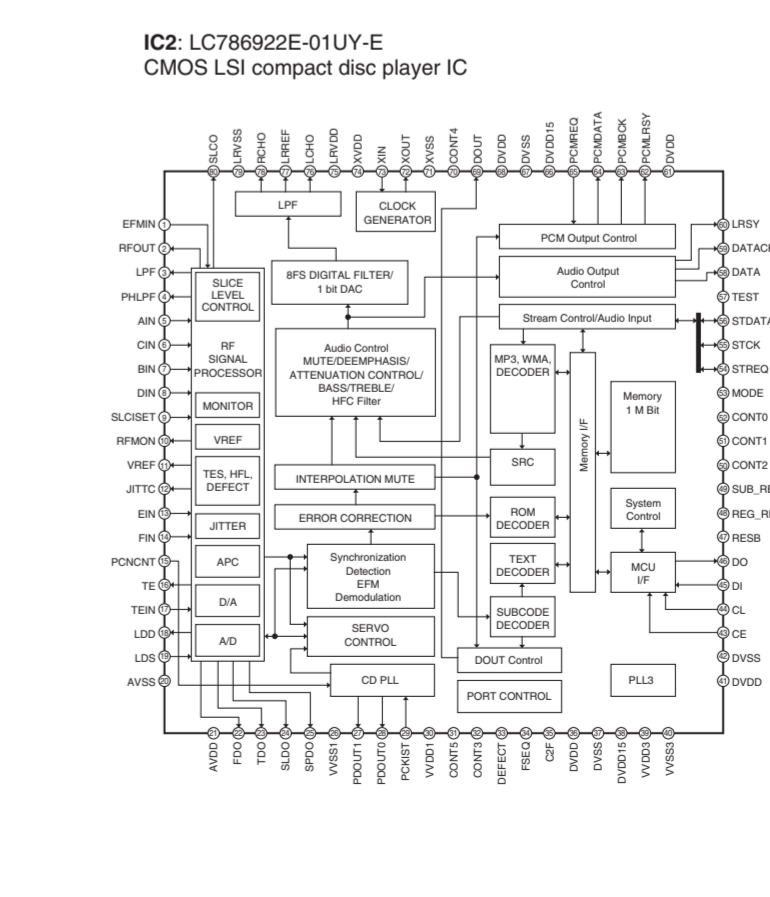 IC2: LC786922E-01UY-E
CMOS LSI compact disc player IC
SLCO
LRVSS
RCHO
LRREF
LCHO
LRVDD
XVDD
XIN
XOUT
XVSS
CONT4
DOUT
DVDD
DVSS
DVDD15
PCMREQ
PCMDATA
PCMBCK
PCMLRSY
DVDD
80 79 78 77 76 75 74 73 72 71 70 69 68 67 66 65 64 63 62 61
EFMIN 1
RFOUT 2
LPF 3
PHLPF 4
AIN 5
CIN 6
BIN 7
DIN 8
SLCISET 9
RFMON 10
VREF 11
JITTC 12
EIN 13
FIN 14
PCNCNT 15
TE 16
TEIN 17
LDD 18
LDS 19
AVSS 20
LPF
CLOCK
GENERATOR
PCM Output Control
8FS DIGITAL FILTER/
1 bit DAC
Audio Output
Control
SLICE
LEVEL
CONTROL
Stream Control/Audio Input
RF
SIGNAL
PROCESSOR
Audio Control
MUTE/DEEMPHASIS/
ATTENUATION CONTROL/
BASS/TREBLE/
HFC Filter
MP3, WMA,
DECODER
Memory I/F
Memory
1 M Bit
MONITOR
VREF
TES, HFL,
DEFECT
INTERPOLATION MUTE
SRC
JITTER
ERROR CORRECTION
ROM
DECODER
System
Control
APC
Synchronization
Detection
EFM
Demodulation
TEXT
DECODER
MCU
I/F
D/A
SUBCODE
DECODER
A/D
SERVO
CONTROL
DOUT Control
CD PLL
PORT CONTROL
PLL3
60 LRSY
59 DATACK
58 DATA
57 TEST
56 STDATA
55 STCK
54 STREQ
53 MODE
52 CONT0
51 CONT1
50 CONT2
49 SUB_RE
48 REG_RE
47 RESB
46 DO
45 DI
44 CL
43 CE
42 DVSS
41 DVDD
21 22 23 24 25 26 27 28 29 30 31 32 33 34 35 36 37 38 39 40
AVDD
FDO
TDO
SLDO
SPDO
VVSS1
PDOUT1
PDOUT0
PCKIST
VVDD1
CONT5
CONT3
DEFECT
FSEQ
C2F
DVDD
DVSS
DVDD15
VVDD3
VVSS3